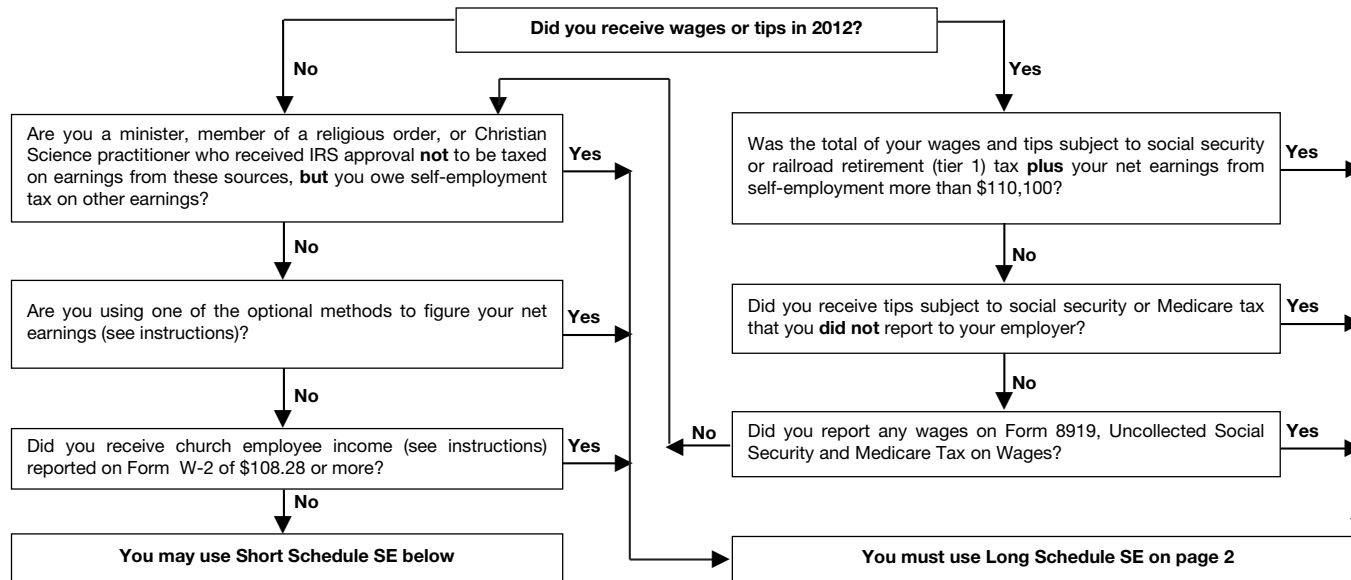 Did you receive wages or tips in 2012?
No
Yes
Are you a minister, member of a religious order, or Christian
Science practitioner who received IRS approval not to be taxed
on earnings from these sources, but you owe self-employment
tax on other earnings?
Yes
Was the total of your wages and tips subject to social security
or railroad retirement (tier 1) tax plus your net earnings from
self-employment more than $110,100?
Yes
No
No
Are you using one of the optional methods to figure your net
earnings (see instructions)?
Yes
Did you receive tips subject to social security or Medicare tax
that you did not report to your employer?
Yes
No
No
Did you receive church employee income (see instructions)
reported on Form W-2 of $108.28 or more?
Yes
No
Did you report any wages on Form 8919, Uncollected Social
Security and Medicare Tax on Wages?
Yes
No
You may use Short Schedule SE below
You must use Long Schedule SE on page 2